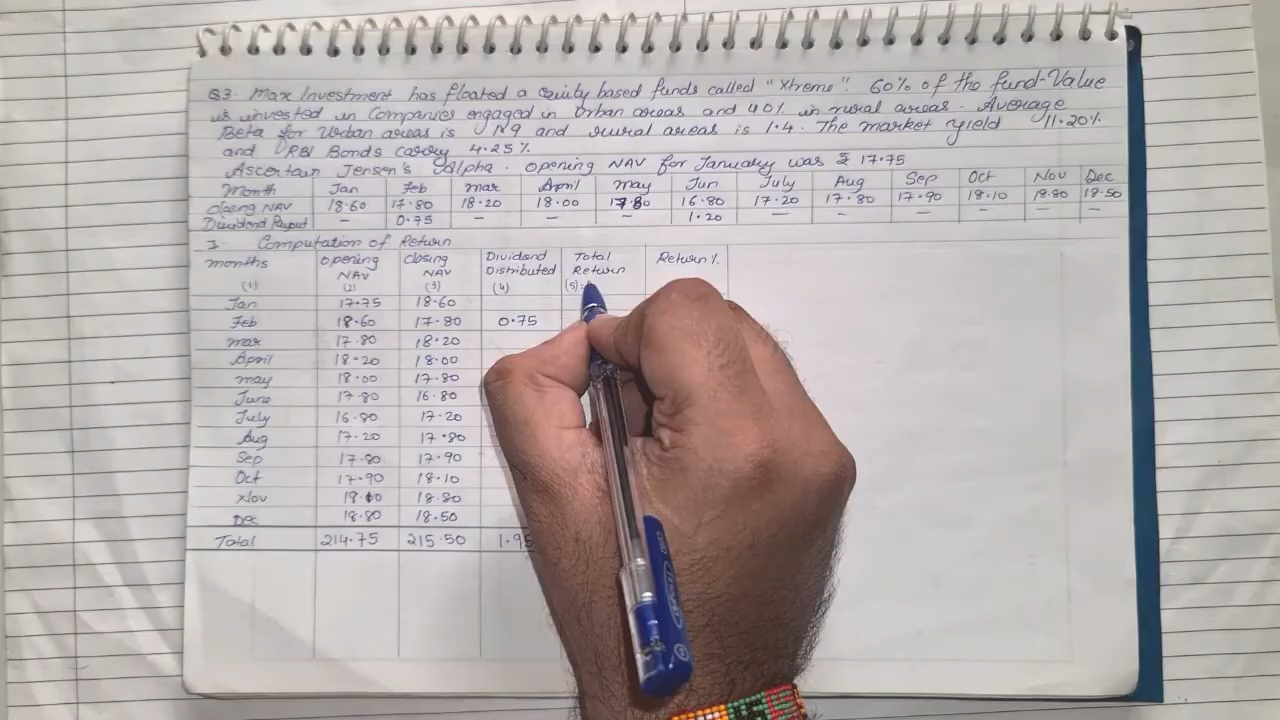 Q3. Max Investment has floated a equity based funds called "Xtreme". 60% of the fund-Value
is invested in Companies engaged in Urban areas and 40% in rural areas. Average
Beta for Urban areas is 1.9 and rural areas is 1.4. The market yield 11.20%
and RBI Bonds carry 4.25%
Ascertain Jensen's Alpha. Opening NAV for January was ₹ 17.75
Month Jan Feb Mar April May Jun July Aug Sep Oct Nov Dec
Closing NAV 18.60 17.80 18.20 18.00 17.80 16.80 17.20 17.80 17.90 18.10 18.80 18.50
Dividend Payout - 0.75 - - - 1.20 - - - - - -
I. Computation of Return
Months Opening NAV Closing NAV Dividend Distributed Total Return Return %
(1) (2) (3) (4) (5)=
Jan 17.75 18.60
Feb 18.60 17.80 0.75
Mar 17.80 18.20
April 18.20 18.00
May 18.00 17.80
June 17.80 16.80
July 16.80 17.20
Aug 17.20 17.80
Sep 17.80 17.90
Oct 17.90 18.10
Nov 18.10 18.80
Dec 18.80 18.50
Total 214.75 215.50 1.95